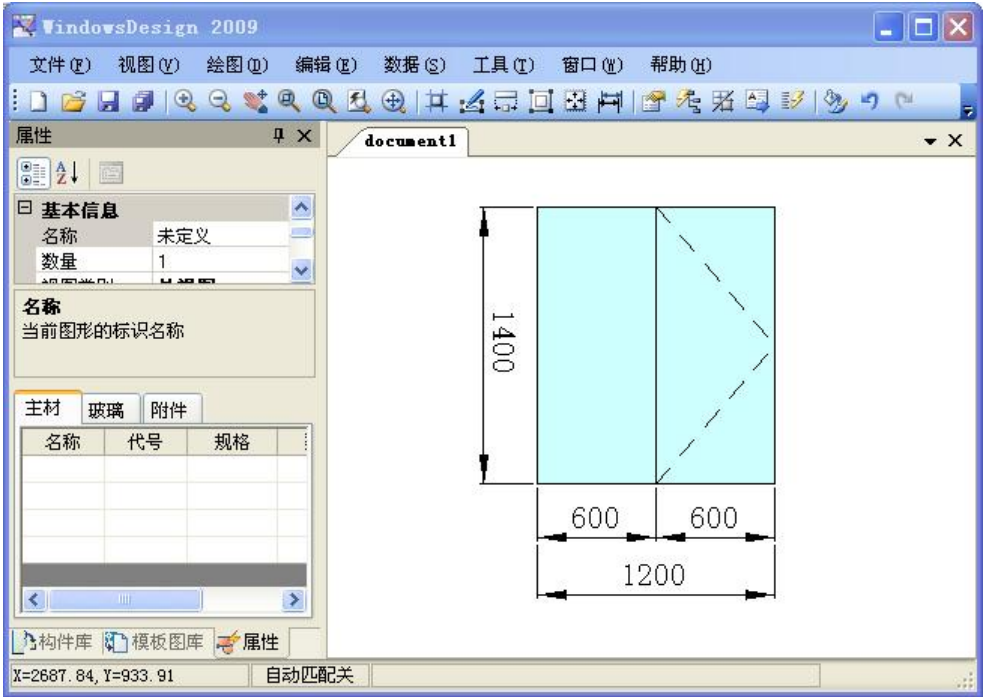 WindowsDesign 2009
文件(F) 视图(V) 绘图(D) 编辑(E) 数据(S) 工具(T) 窗口(W) 帮助(H)
属性
document1
基本信息
名称 未定义
数量 1
名称
当前图形的标识名称
主材 玻璃 附件
名称 代号 规格
1400
600 600
1200
构件库 模板图库 属性
X=2687.84, Y=933.91 自动匹配关